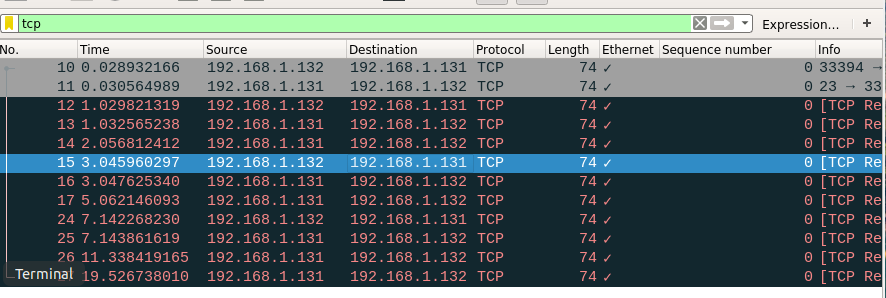 tcp Expression... +
No. Time Source Destination Protocol Length Ethernet Sequence number Info
10 0.028932166 192.168.1.132 192.168.1.131 TCP 74 ✓ 0 33394 →
11 0.030564989 192.168.1.131 192.168.1.132 TCP 74 ✓ 0 23 → 33
12 1.029821319 192.168.1.132 192.168.1.131 TCP 74 ✓ 0 [TCP Re
13 1.032565238 192.168.1.131 192.168.1.132 TCP 74 ✓ 0 [TCP Re
14 2.056812412 192.168.1.131 192.168.1.132 TCP 74 ✓ 0 [TCP Re
15 3.045960297 192.168.1.132 192.168.1.131 TCP 74 ✓ 0 [TCP Re
16 3.047625340 192.168.1.131 192.168.1.132 TCP 74 ✓ 0 [TCP Re
17 5.062146093 192.168.1.131 192.168.1.132 TCP 74 ✓ 0 [TCP Re
24 7.142268230 192.168.1.132 192.168.1.131 TCP 74 ✓ 0 [TCP Re
25 7.143861619 192.168.1.131 192.168.1.132 TCP 74 ✓ 0 [TCP Re
26 11.338419165 192.168.1.131 192.168.1.132 TCP 74 ✓ 0 [TCP Re
Terminal 19.526738010 192.168.1.131 192.168.1.132 TCP 74 ✓ 0 [TCP Re